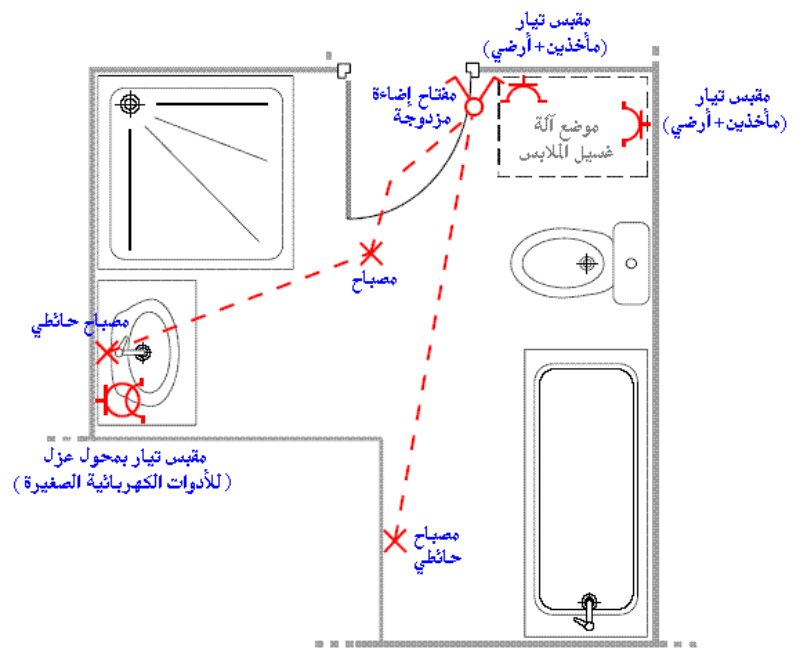 مقبس تيار
(مأخذين+أرضي)
مفتاح إضاءة
مزدوجة
مقبس تيار
(مأخذين+أرضي)
موضع آلة
غسيل الملابس
مصباح
مصباح حائطي
مقبس تيار بمحول عزل
(للأدوات الكهربائية الصغيرة)
مصباح
حائطي